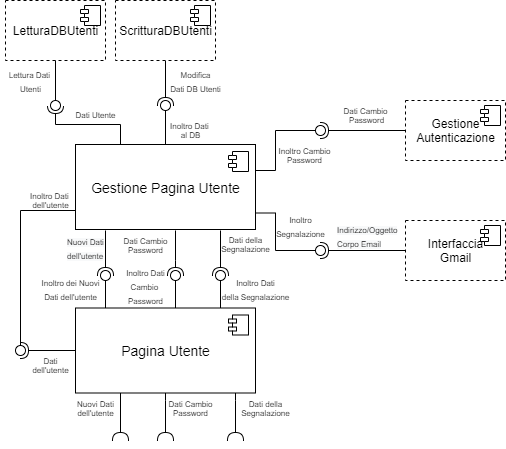 LetturaDBUtenti
ScritturaDBUtenti
Lettura Dati
Utenti
Modifica
Dati DB Utenti
Dati Utente
Inoltro Dati
al DB
Dati Cambio
Password
Gestione
Autenticazione
Inoltro Cambio
Password
Gestione Pagina Utente
Inoltro Dati
dell'utente
Inoltro
Segnalazione
Indirizzo/Oggetto
Corpo Email
Interfaccia
Gmail
Nuovi Dati
dell'utente
Dati Cambio
Password
Dati della
Segnalazione
Inoltro dei Nuovi
Dati dell'utente
Inoltro Dati
Cambio
Password
Inoltro Dati
della Segnalazione
Pagina Utente
Dati
dell'utente
Nuovi Dati
dell'utente
Dati Cambio
Password
Dati della
Segnalazione